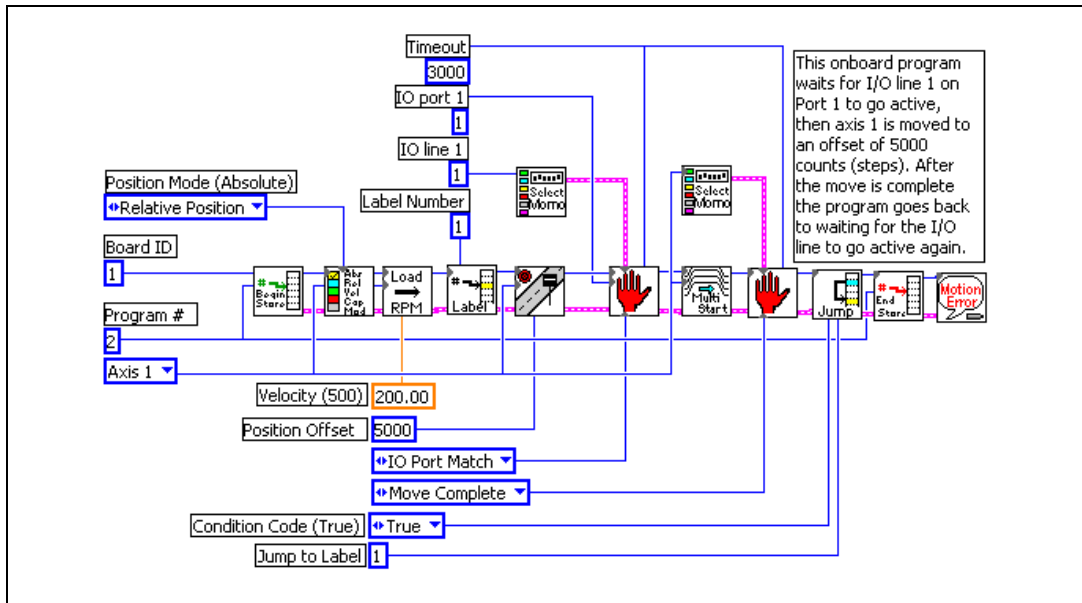 Timeout
3000
IO port 1
1
IO line 1
1
Label Number
1
Position Mode (Absolute)
Relative Position
Board ID
1
Program #
2
Axis 1
Select
Select
This onboard program
waits for I/O line 1 on
Port 1 to go active,
then axis 1 is moved to
an offset of 5000
counts (steps). After
the move is complete
the program goes back
to waiting for the I/O
line to go active again.
#
Begin
Abs
Rel
Vel
Cap
Mod
Load
RPM
#
Label
Multi
Start
Jump
#
End
Motion
Error
Velocity (500)
200.00
Position Offset
5000
IO Port Match
Move Complete
Condition Code (True)
True
Jump to Label
1